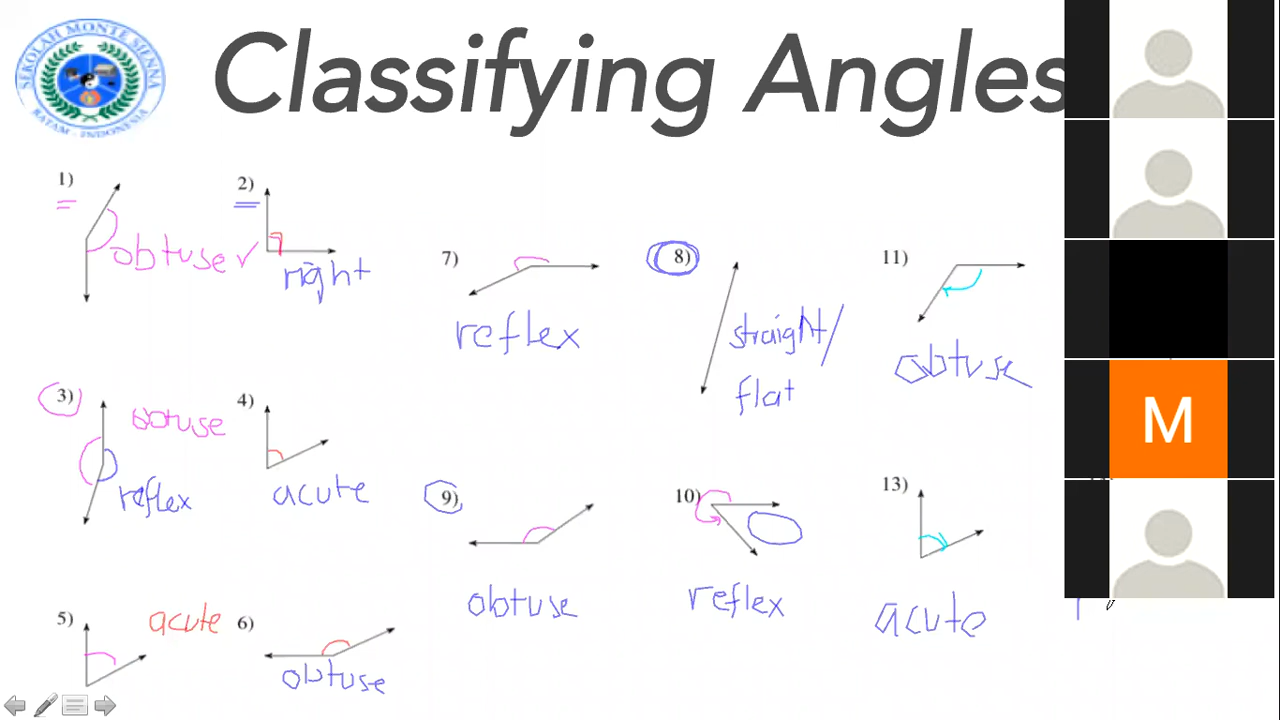 SEKOLAH MONTE SIENNA
BATAM - INDONESIA
Classifying Angles
1)
obtuse
2)
right
3)
obtuse
reflex
4)
acute
5)
acute
6)
obtuse
7)
reflex
8)
straight/
flat
9)
obtuse
10)
reflex
11)
obtuse
13)
acute
M